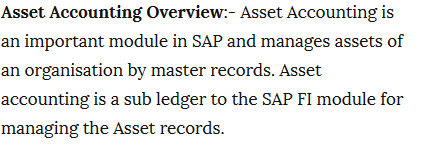 Asset Accounting Overview:- Asset Accounting is
an important module in SAP and manages assets of
an organisation by master records. Asset
accounting is a sub ledger to the SAP FI module for
managing the Asset records.